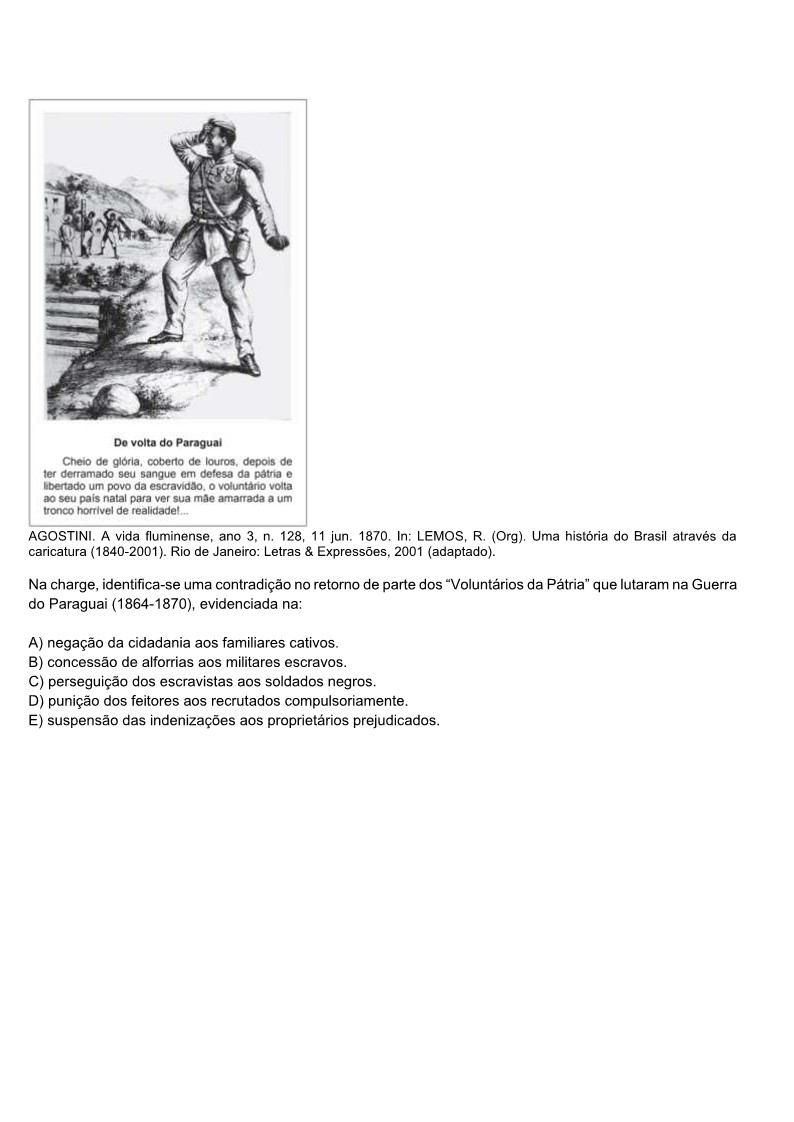 De volta do Paraguai
Cheio de glória, coberto de louros, depois de
ter derramado seu sangue em defesa da pátria e
libertado um povo da escravidão, o voluntário volta
ao seu país natal para ver sua mãe amarrada a um
tronco horrível de realidade!...
AGOSTINI. A vida fluminense, ano 3, n. 128, 11 jun. 1870. In: LEMOS, R. (Org). Uma história do Brasil através da
caricatura (1840-2001). Rio de Janeiro: Letras & Expressões, 2001 (adaptado).
Na charge, identifica-se uma contradição no retorno de parte dos “Voluntários da Pátria” que lutaram na Guerra
do Paraguai (1864-1870), evidenciada na:
A) negação da cidadania aos familiares cativos.
B) concessão de alforrias aos militares escravos.
C) perseguição dos escravistas aos soldados negros.
D) punição dos feitores aos recrutados compulsoriamente.
E) suspensão das indenizações aos proprietários prejudicados.